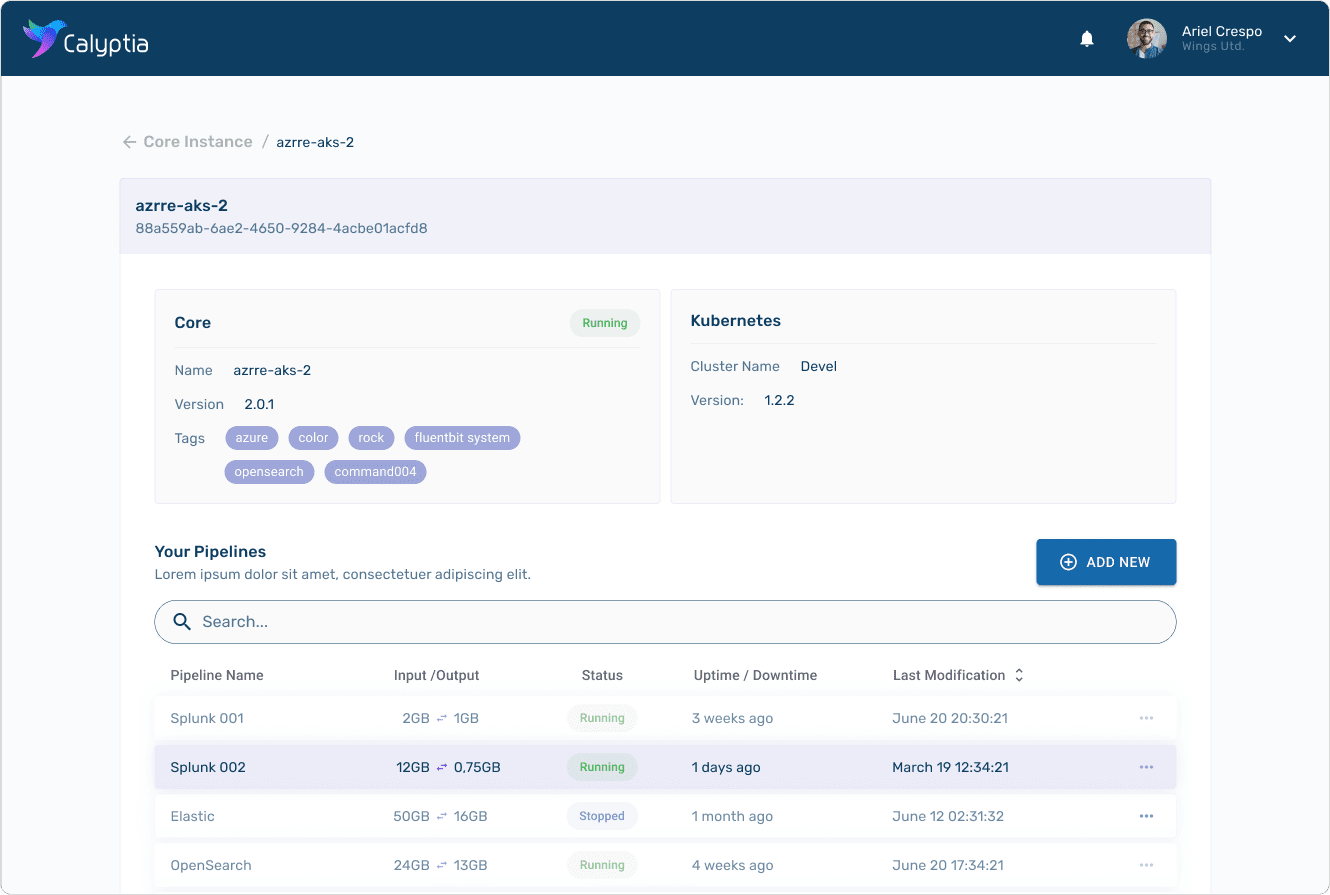 Calyptia
Ariel Crespo
Wings Utd.
Core Instance / azrre-aks-2
azrre-aks-2
88a559ab-6ae2-4650-9284-4acbe01acfd8
Core Running
Name azrre-aks-2
Version 2.0.1
Tags azure color rock fluentbit system
opensearch command004
Kubernetes
Cluster Name Devel
Version: 1.2.2
Your Pipelines
Lorem ipsum dolor sit amet, consectetuer adipiscing elit.
ADD NEW
Search...
Pipeline Name Input /Output Status Uptime / Downtime Last Modification
Splunk 001 2GB 1GB Running 3 weeks ago June 20 20:30:21
Splunk 002 12GB 0,75GB Running 1 days ago March 19 12:34:21
Elastic 50GB 16GB Stopped 1 month ago June 12 02:31:32
OpenSearch 24GB 13GB Running 4 weeks ago June 20 17:34:21